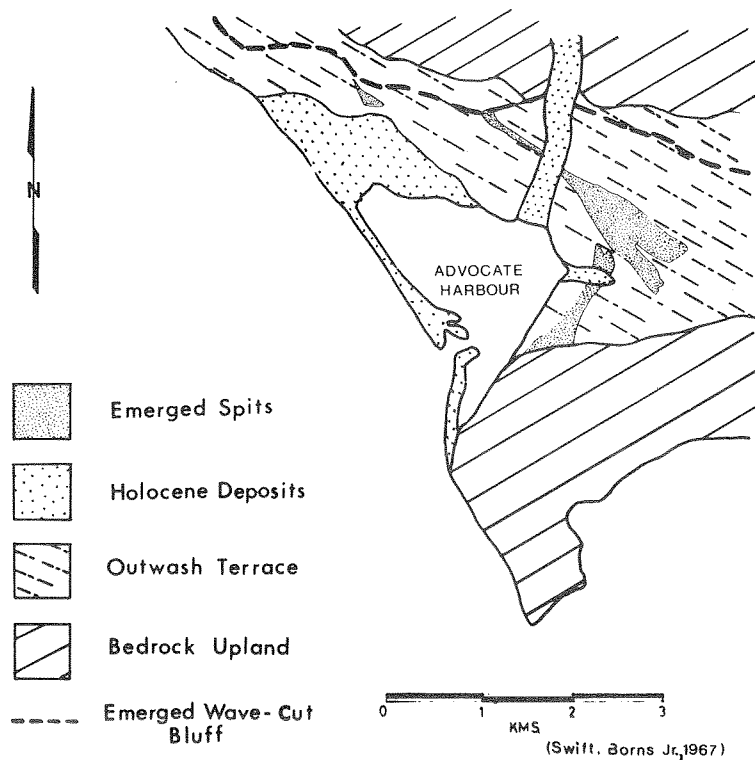 N
ADVOCATE
HARBOUR
Emerged Spits
Holocene Deposits
Outwash Terrace
Bedrock Upland
Emerged Wave-Cut
Bluff
0 1 2 3
KMS.
(Swift, Borns Jr., 1967)